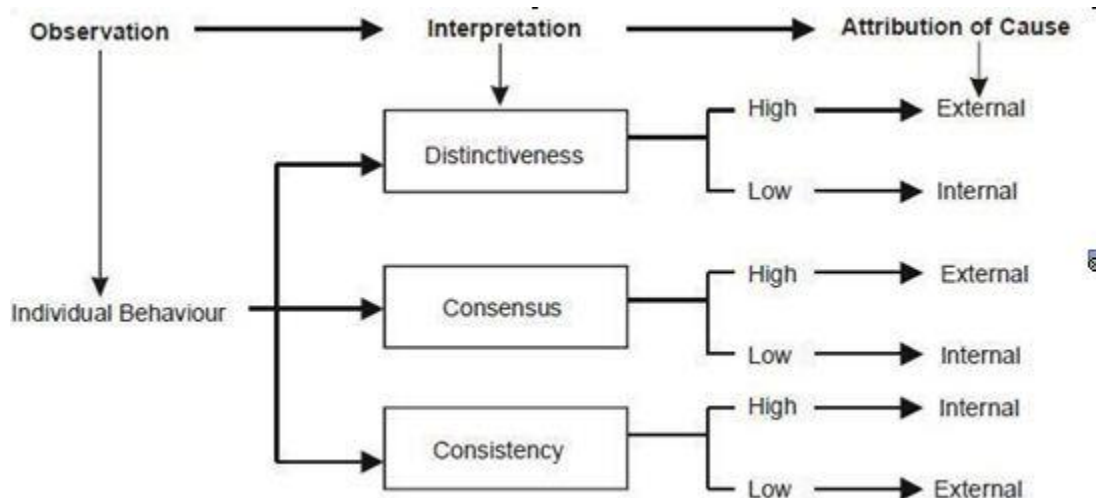 Observation
Interpretation
Attribution of Cause
High
External
Distinctiveness
Low
Internal
High
External
Individual Behaviour
Consensus
Low
Internal
High
Internal
Consistency
Low
External